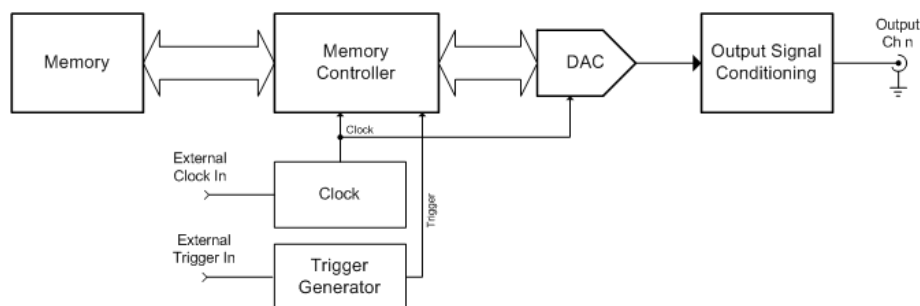 Memory
Memory
Controller
DAC
Output Signal
Conditioning
Output
Ch n
Clock
External
Clock In
Clock
Trigger
External
Trigger In
Trigger
Generator